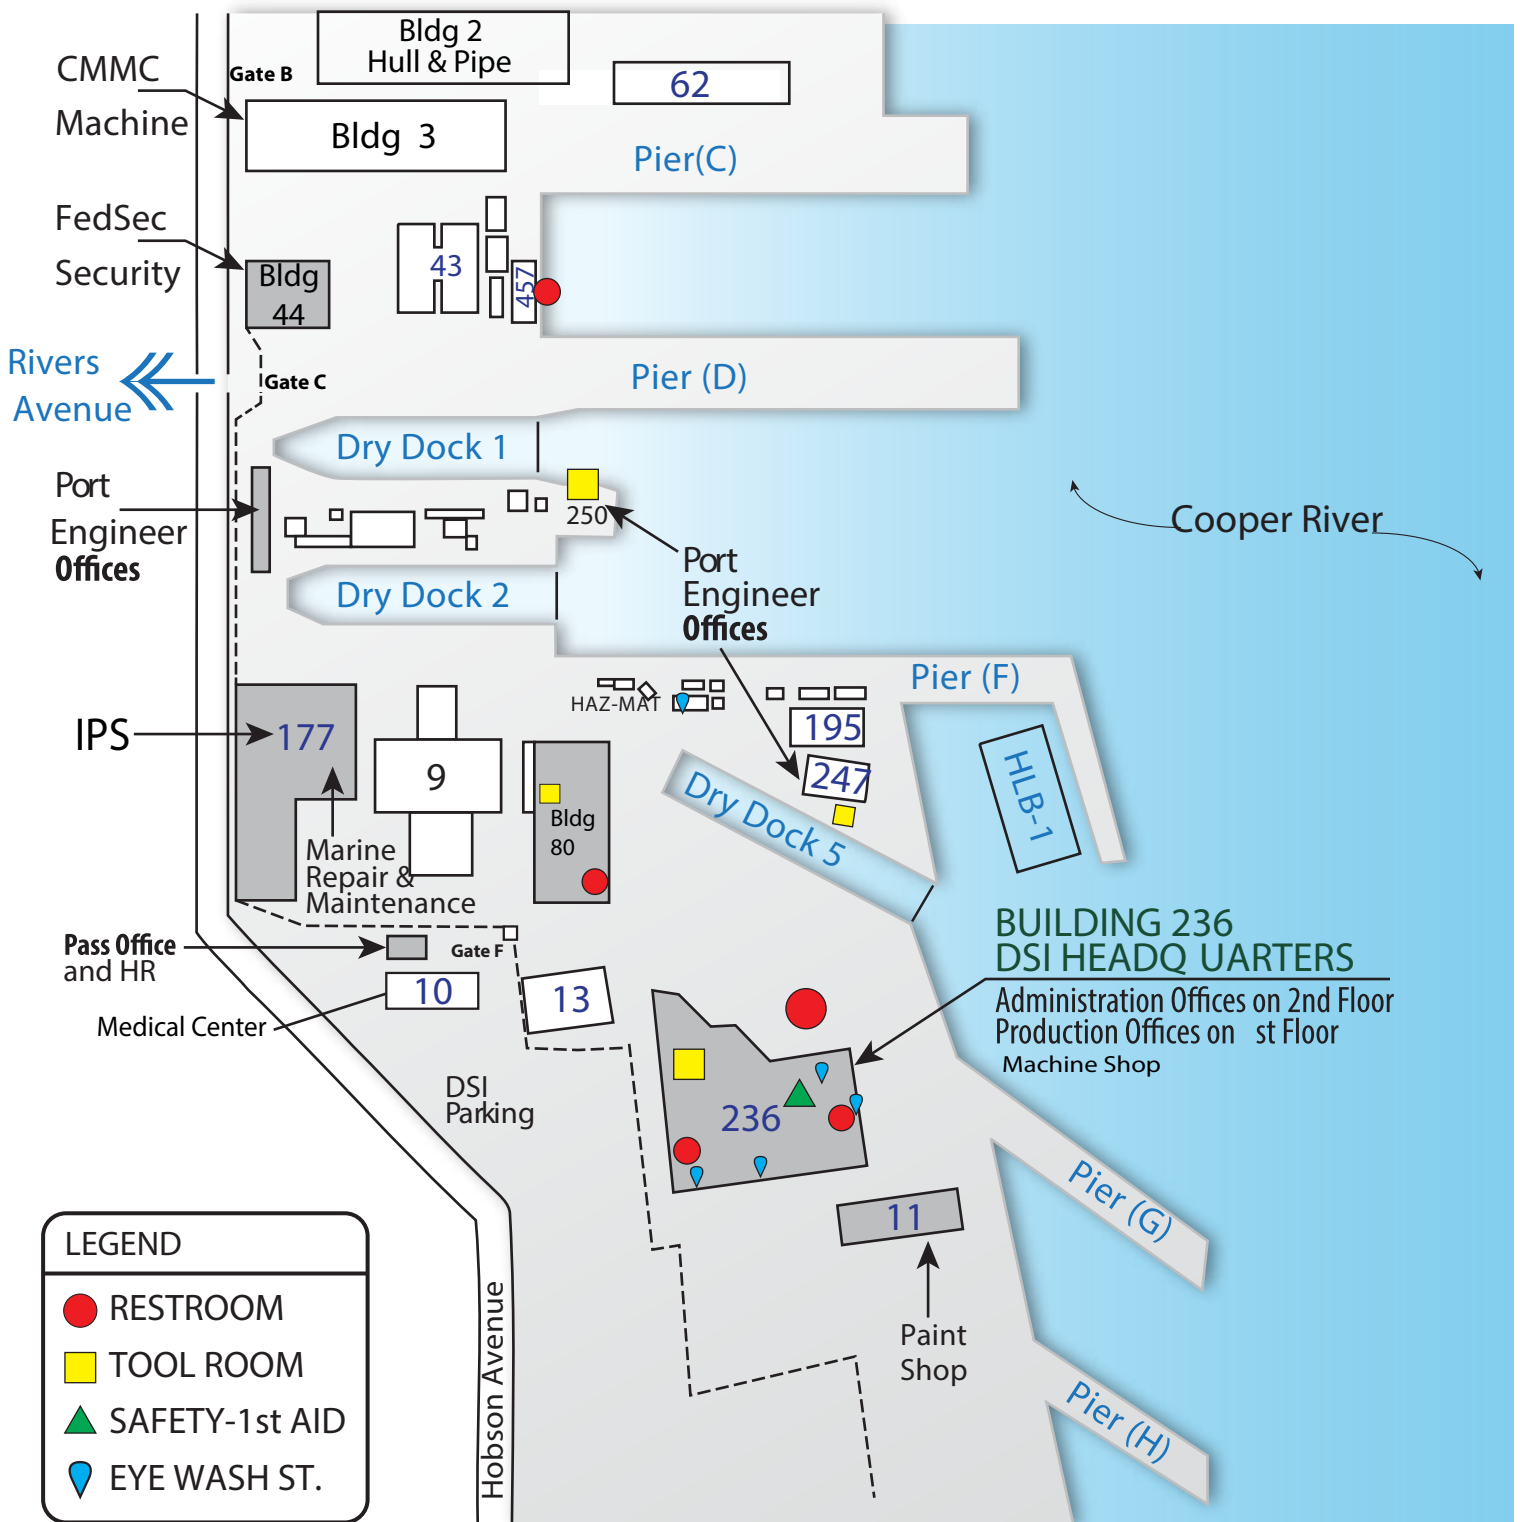 Bldg 2
Hull & Pipe
CMMC
Machine
Gate B
62
Bldg 3
Pier(C)
FedSec
Security
43
457
Bldg
44
Rivers
Avenue
Gate C
Pier (D)
Dry Dock 1
Port
Engineer
Offices
250
Cooper River
Port
Engineer
Offices
Dry Dock 2
Pier (F)
HAZ-MAT
IPS
177
9
195
247
HLB-1
Dry Dock 5
Bldg
80
Marine
Repair &
Maintenance
Pass Office
and HR
Gate F
10
13
Medical Center
BUILDING 236
DSI HEADQ UARTERS
Administration Offices on 2nd Floor
Production Offices on st Floor
Machine Shop
DSI
Parking
236
Pier (G)
11
Paint
Shop
Pier (H)
Hobson Avenue
LEGEND
RESTROOM
TOOL ROOM
SAFETY-1st AID
EYE WASH ST.